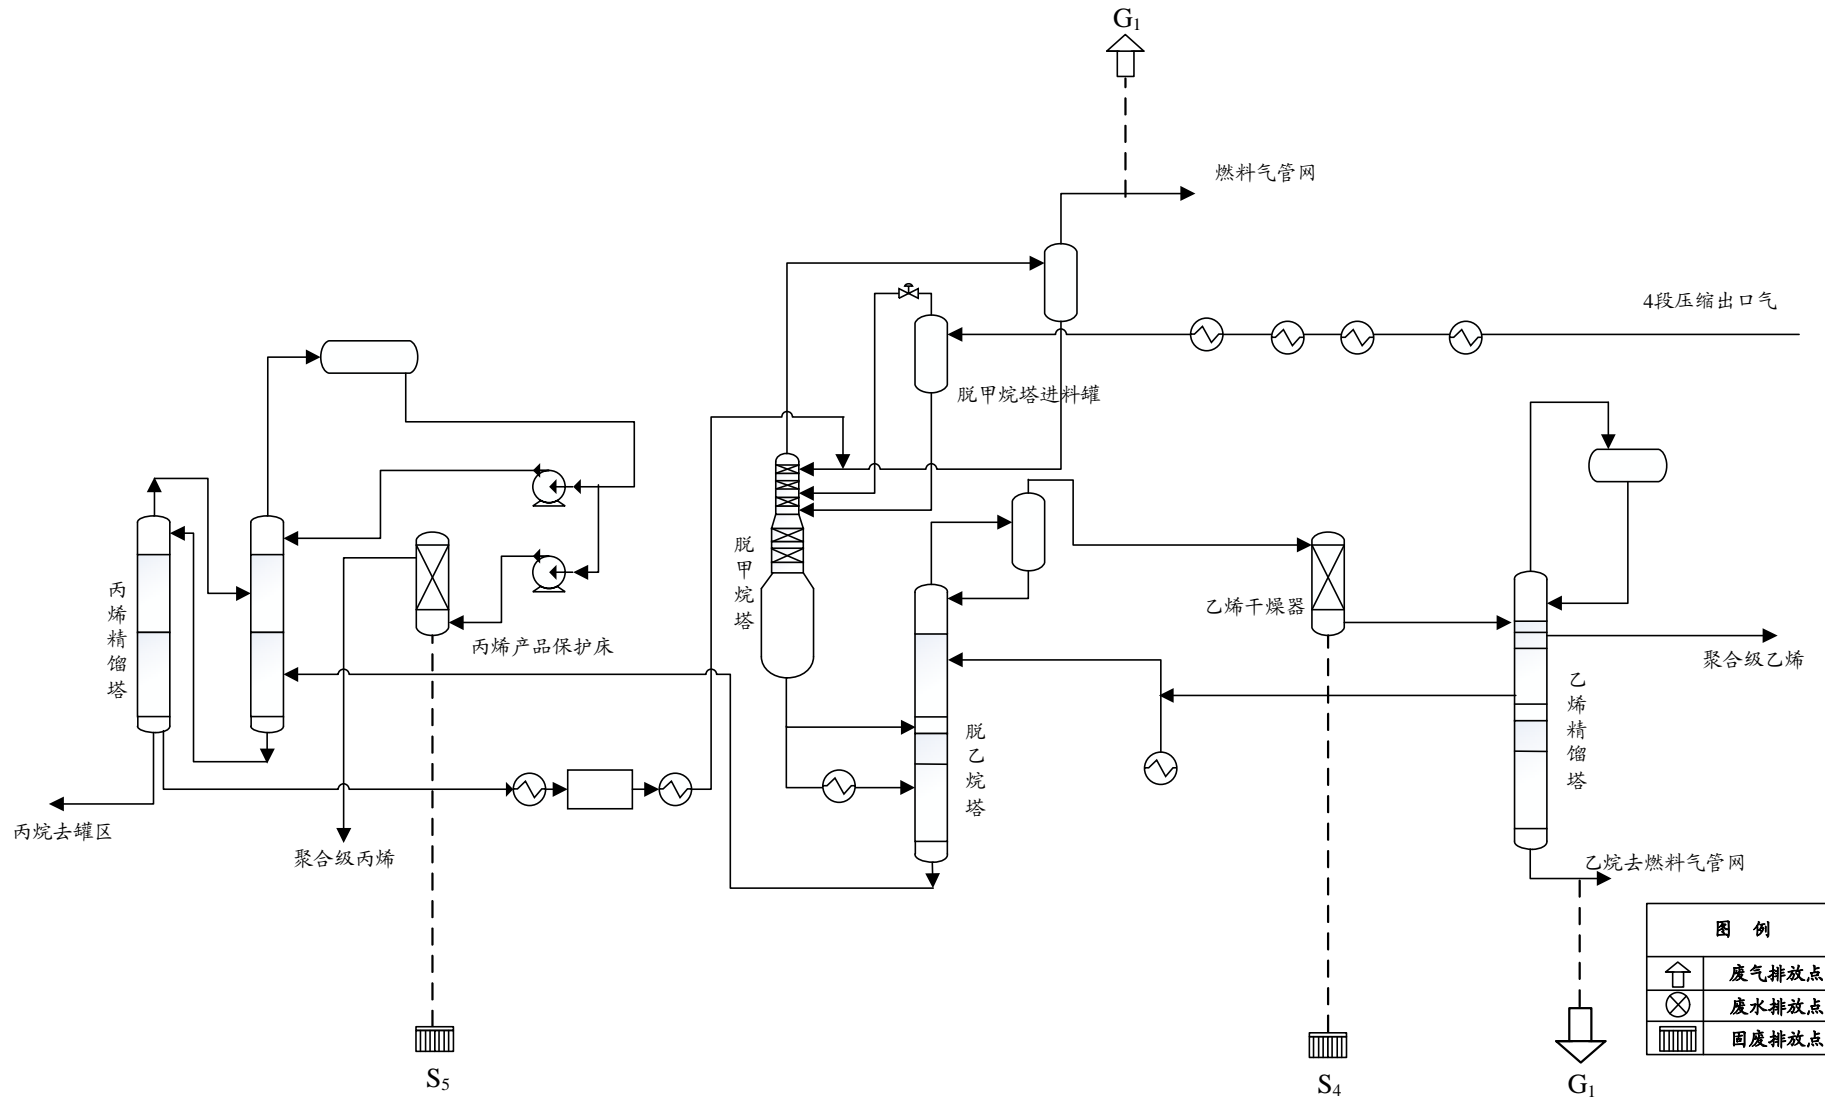 G₁
燃料气管网
4段压缩出口气
脱甲烷塔进料罐
脱甲烷塔
丙烯精馏塔
乙烯干燥器
丙烯产品保护床
聚合级乙烯
乙烯精馏塔
脱乙烷塔
丙烷去罐区
聚合级丙烯
乙烷去燃料气管网
图 例
废气排放点
废水排放点
固废排放点
S₅
S₄
G₁